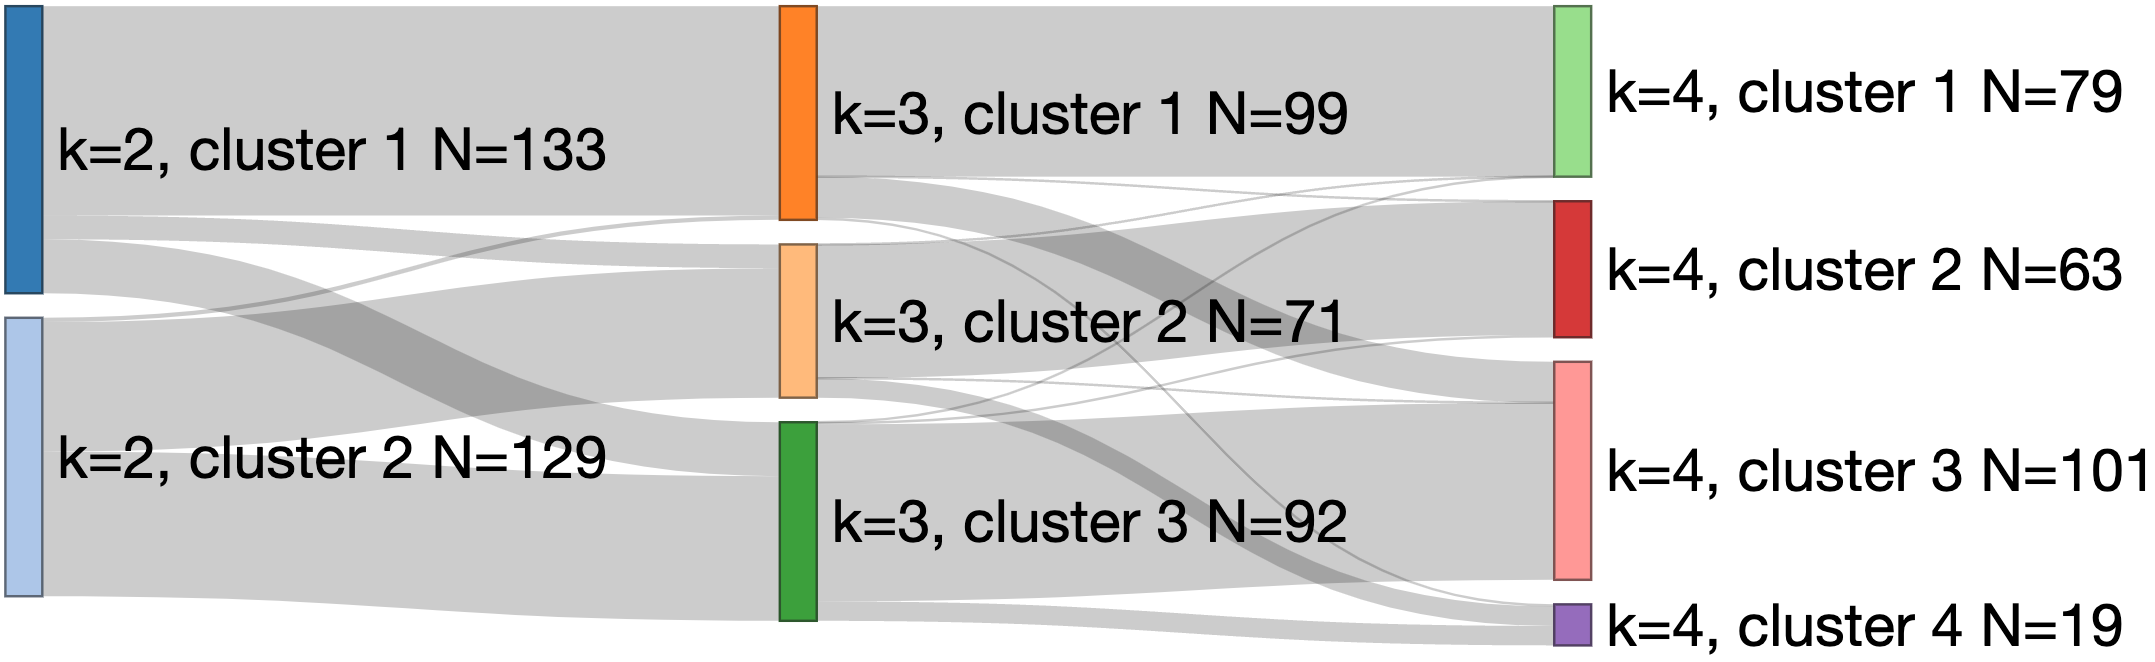 k=2, cluster 1 N=133
k=2, cluster 2 N=129
k=3, cluster 1 N=99
k=3, cluster 2 N=71
k=3, cluster 3 N=92
k=4, cluster 1 N=79
k=4, cluster 2 N=63
k=4, cluster 3 N=101
k=4, cluster 4 N=19